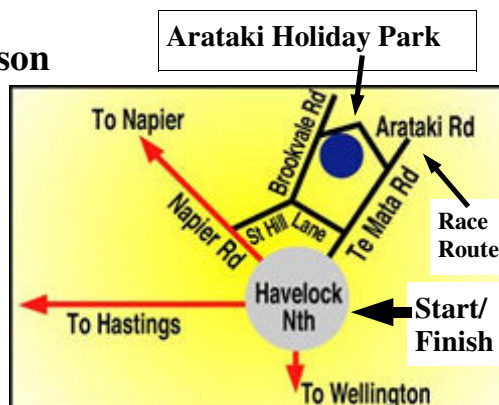 Arataki Holiday Park
son
To Napier
Brookvale Rd
Arataki Rd
Napier Rd
St Hill Lane
Te Mata Rd
Race
Route
Havelock
Nth
Start/
Finish
To Hastings
To Wellington